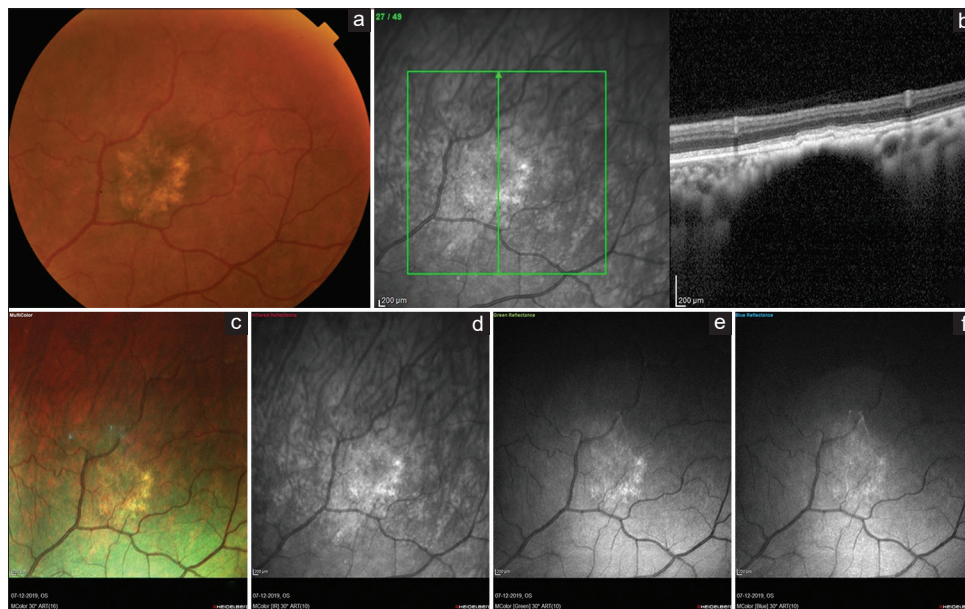 a
27 / 49
b
200 µm
200 µm
MultiColor
c
Infrared Reflectance
d
Green Reflectance
e
Blue Reflectance
f
200 µm
200 µm
200 µm
200 µm
07-12-2019, OS
MColor 30° ART(16)
07-12-2019, OS
MColor [IR] 30° ART(10)
HEIDELBERG
07-12-2019, OS
MColor [Green] 30° ART(10)
HEIDELBERG
07-12-2019, OS
MColor [Blue] 30° ART(10)